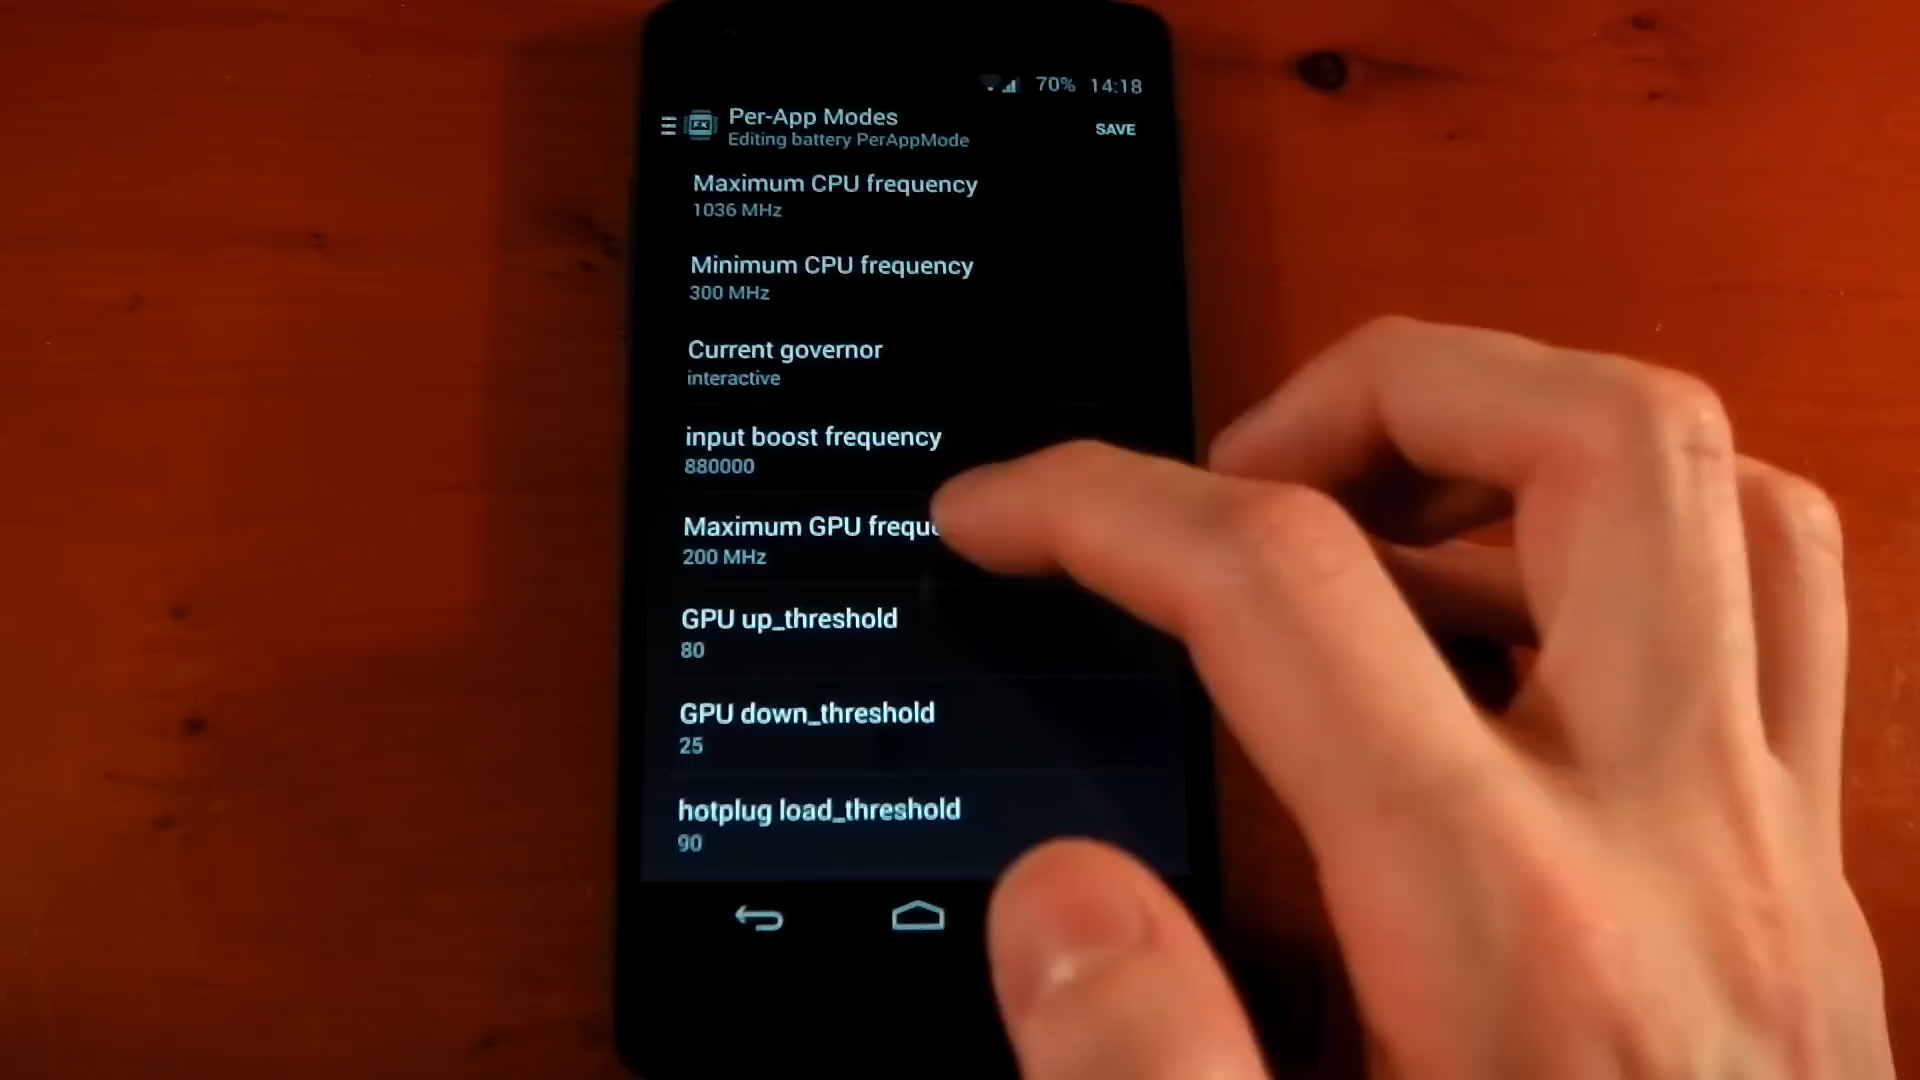 70% 14:18
Per-App Modes
Editing battery PerAppMode
SAVE
Maximum CPU frequency
1036 MHz
Minimum CPU frequency
300 MHz
Current governor
interactive
input boost frequency
880000
Maximum GPU
200 MHz
GPU up_threshold
80
GPU down_threshold
25
hotplug load_threshold
90